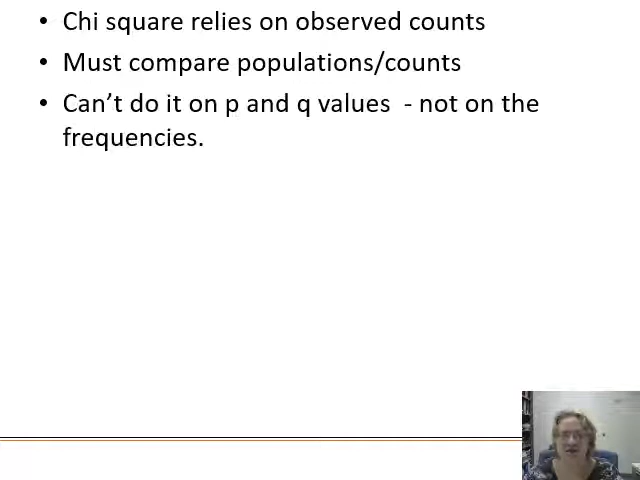 • Chi square relies on observed counts
• Must compare populations/counts
• Can't do it on p and q values - not on the
frequencies.